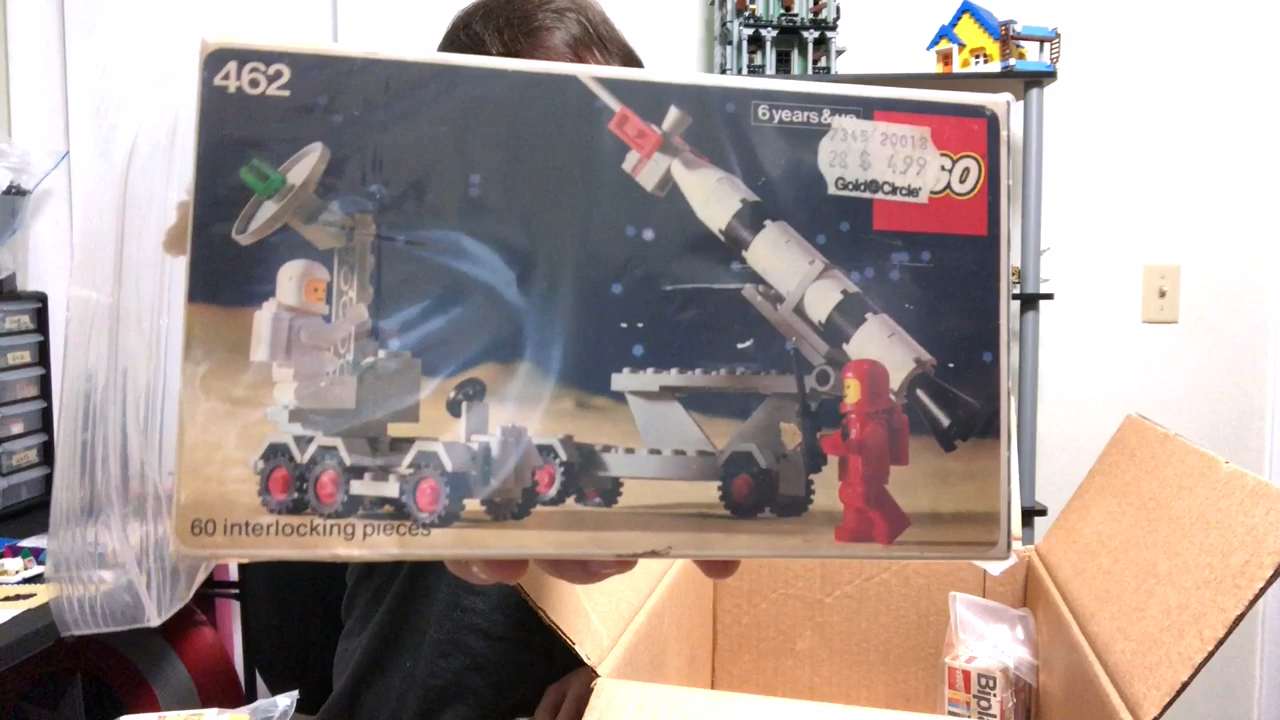 462
6 years & up
7345 20018
28 $ 4.99
Gold Circle
60 interlocking pieces